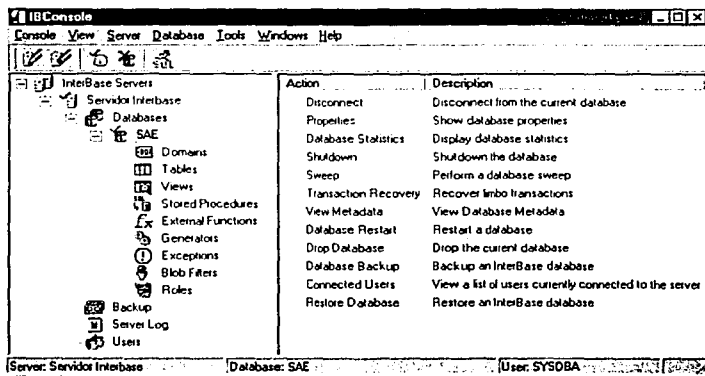 IBConsole
Console View Server Database Tools Windows Help
InterBase Servers
Servidor Interbase
Databases
SAE
Domains
Tables
Views
Stored Procedures
External Functions
Generators
Exceptions
Blob Filters
Roles
Backup
Server Log
Users
Action Description
Disconnect Disconnect from the current database
Properties Show database properties
Database Statistics Display database statistics
Shutdown Shutdown the database
Sweep Perform a database sweep
Transaction Recovery Recover limbo transactions
View Metadata View Database Metadata
Database Restart Restart a database
Drop Database Drop the current database
Database Backup Backup an InterBase database
Connected Users View a list of users currently connected to the server
Restore Database Restore an InterBase database
Server: Servidor Interbase Database: SAE User: SYSDBA